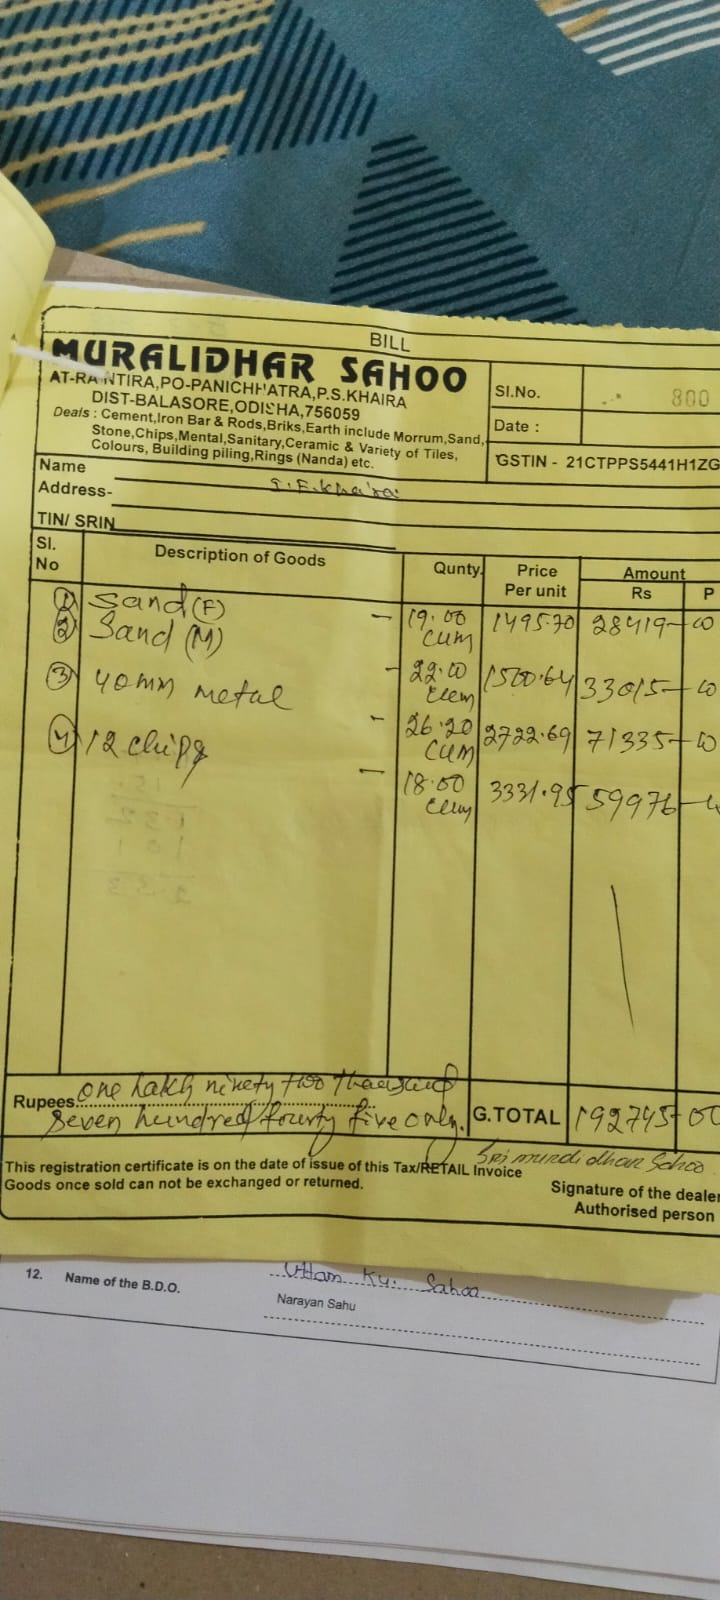 BILL
MURALIDHAR SAHOO
AT-RANTIRA,PO-PANICHHATRA,P.S.KHAIRA
DIST-BALASORE,ODISHA,756059
Deals : Cement,Iron Bar & Rods,Briks,Earth include Morrum,Sand,
Stone,Chips,Mental,Sanitary,Ceramic & Variety of Tiles,
Colours, Building piling,Rings (Nanda) etc.
SI.No. 800
Date :
GSTIN - 21CTPPS5441H1ZG
Name
Address-
TIN/ SRIN
SI. No Description of Goods Qunty. Price Per unit Amount Rs P
1 Sand (F) - 19.00 cum 1495.70 28419-00
2 Sand (M) - 22.00 cum 1500.64 33015-00
3 40mm metal - 26.20 cum 2722.69 71335-00
4 12 chips - 18.00 cum 3331.95 59976-
Rupees one lakh ninety two thousand
seven hundred fourty five only. G.TOTAL 192745-00
This registration certificate is on the date of issue of this Tax/RETAIL Invoice
Goods once sold can not be exchanged or returned.
Signature of the dealer
Authorised person
12. Name of the B.D.O. Uttam Ku. Sahoo
Narayan Sahu